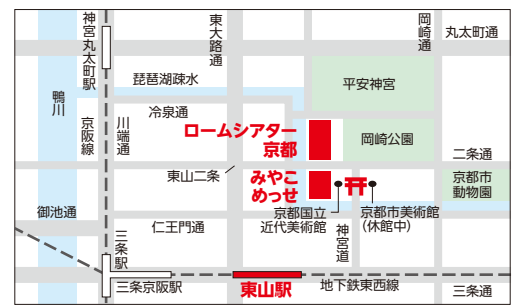 神宮丸太町駅
東大路通
岡崎通
丸太町通
琵琶湖疎水
平安神宮
鴨川
京阪線
川端通
冷泉通
ロームシアター
京都
岡崎公園
二条通
東山二条
みやこ
めっせ
京都市
動物園
御池通
仁王門通
京都国立
近代美術館
神宮道
京都市美術館
(休館中)
三条駅
三条京阪駅
東山駅
地下鉄東西線
三条通